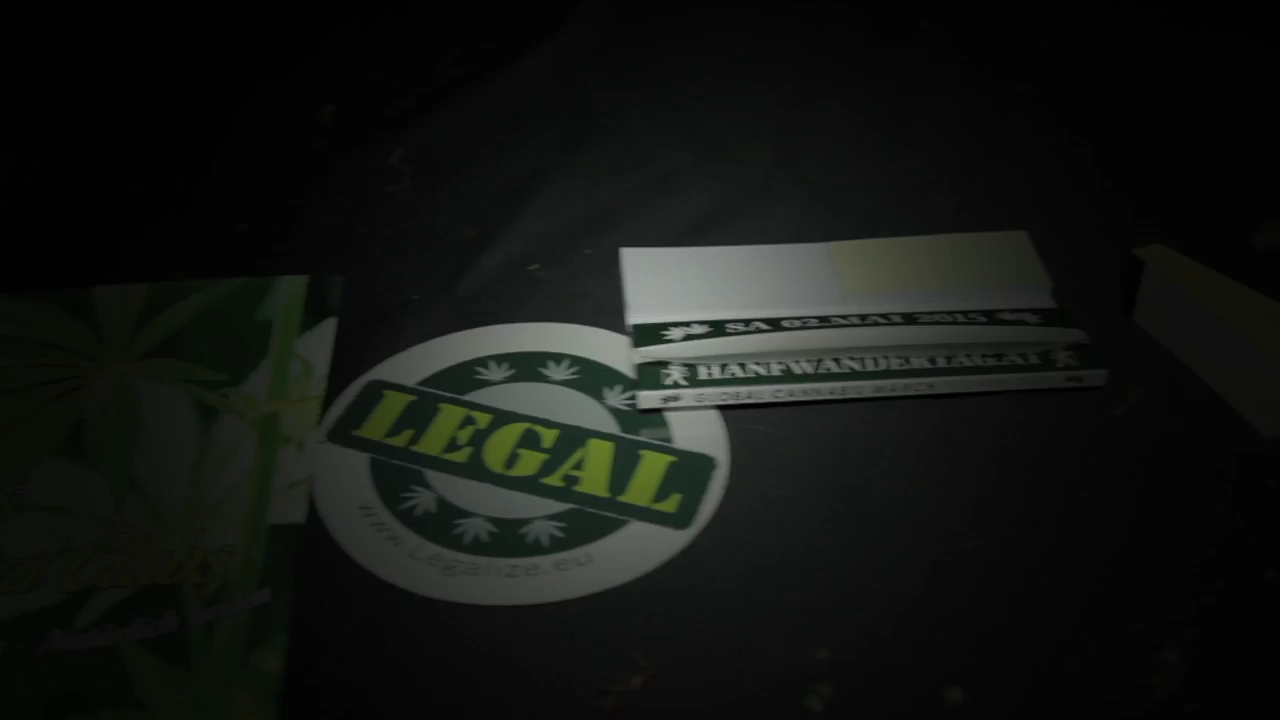 LEGAL
www.Legalize.eu
SA 02.MAI 2015
HANFWANDERTAG.AT
GLOBAL CANNABIS MARCH